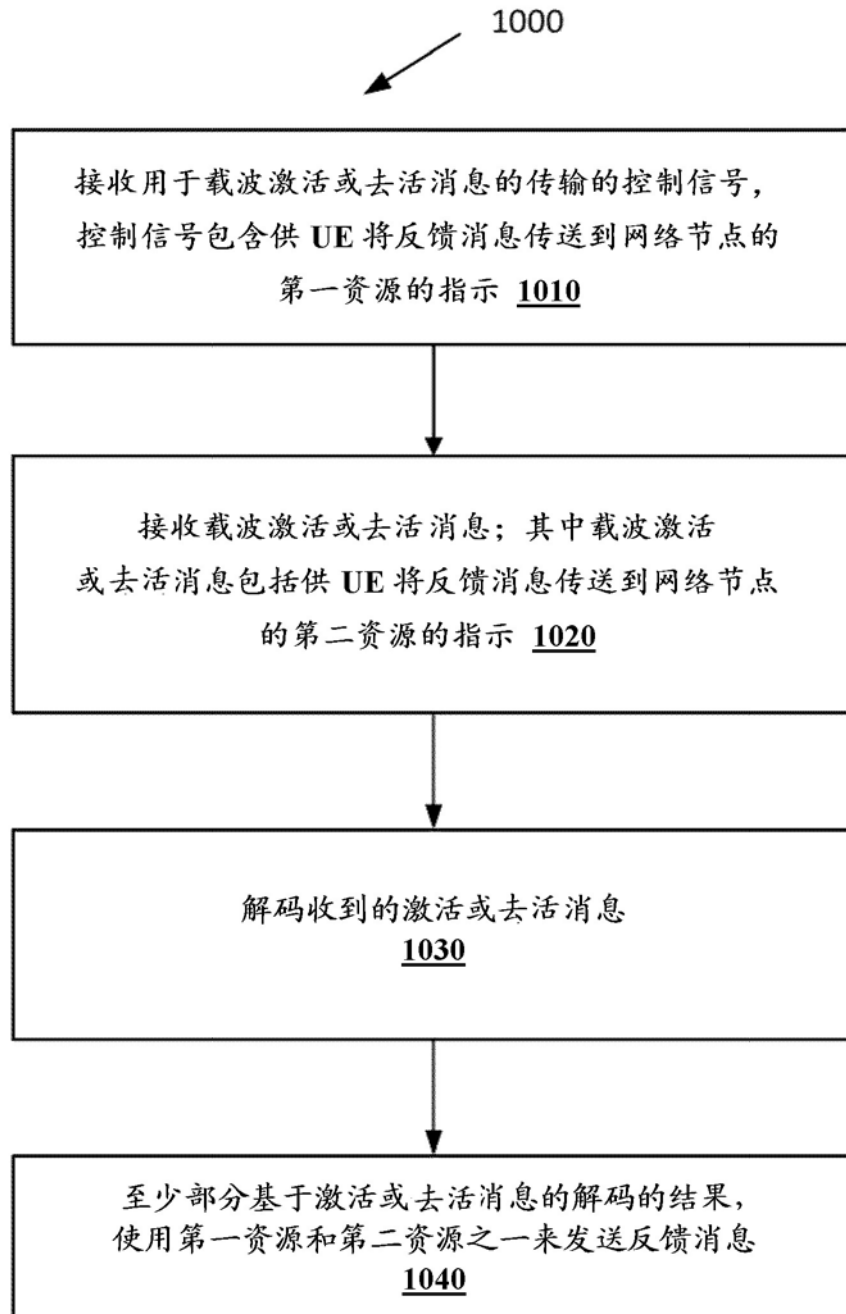 1000
接收用于载波激活或去活消息的传输的控制信号，
控制信号包含供 UE 将反馈消息传送到网络节点的
第一资源的指示 1010
接收载波激活或去活消息；其中载波激活
或去活消息包括供 UE 将反馈消息传送到网络节点
的第二资源的指示 1020
解码收到的激活或去活消息
1030
至少部分基于激活或去活消息的解码的结果，
使用第一资源和第二资源之一来发送反馈消息
1040